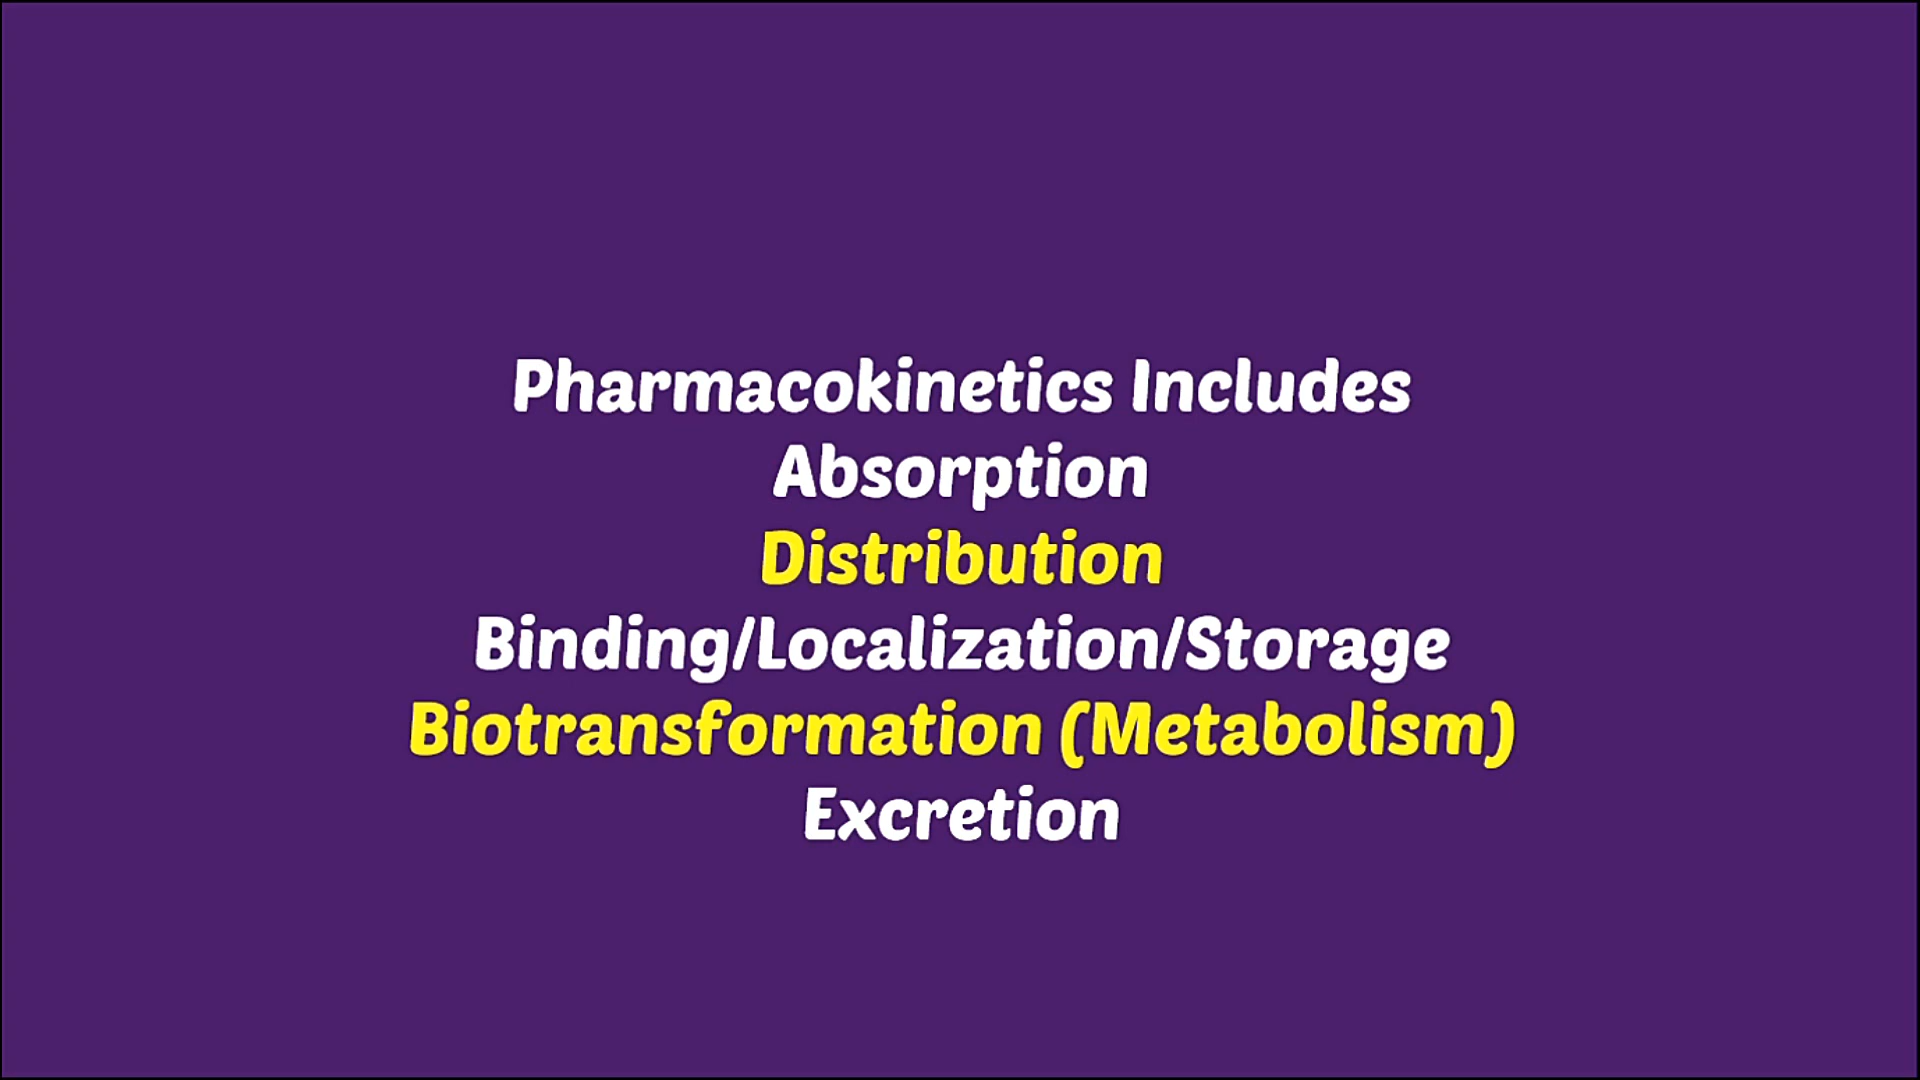 Pharmacokinetics Includes
Absorption
Distribution
Binding/Localization/Storage
Biotransformation (Metabolism)
Excretion